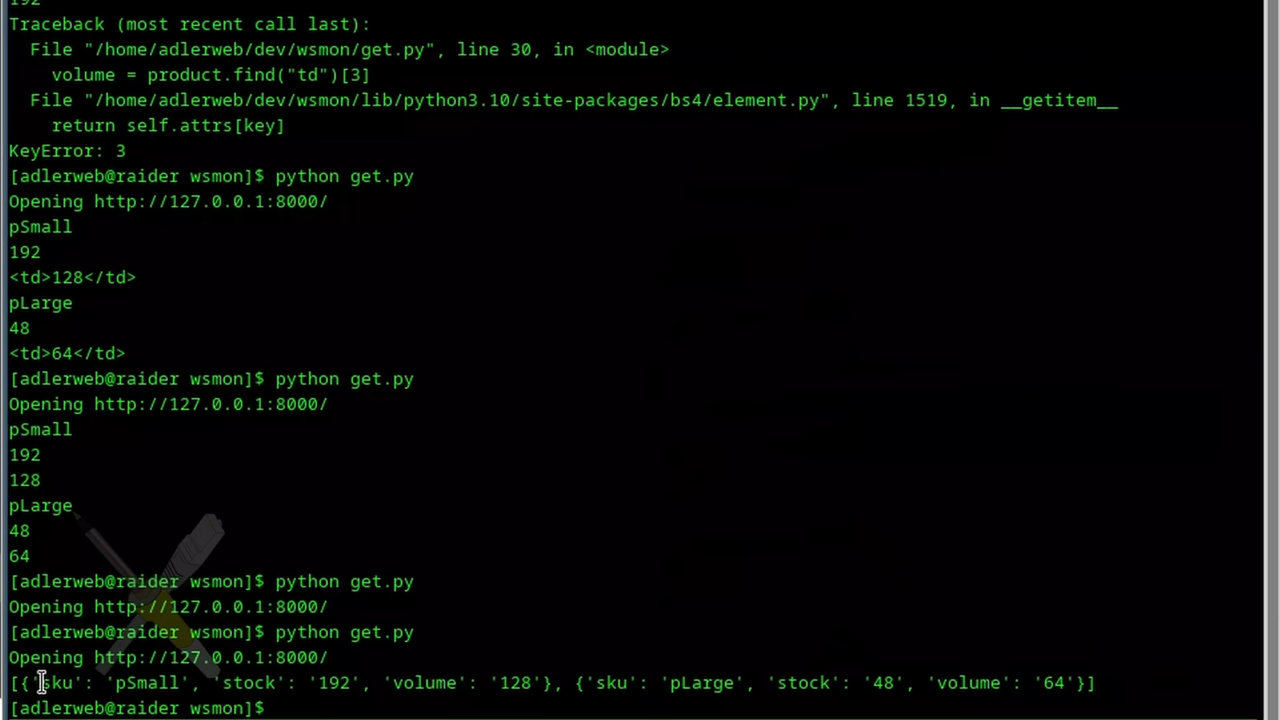 192
Traceback (most recent call last):
  File "/home/adlerweb/dev/wsmon/get.py", line 30, in <module>
    volume = product.find("td")[3]
  File "/home/adlerweb/dev/wsmon/lib/python3.10/site-packages/bs4/element.py", line 1519, in __getitem__
    return self.attrs[key]
KeyError: 3
[adlerweb@raider wsmon]$ python get.py
Opening http://127.0.0.1:8000/
pSmall
192
<td>128</td>
pLarge
48
<td>64</td>
[adlerweb@raider wsmon]$ python get.py
Opening http://127.0.0.1:8000/
pSmall
192
128
pLarge
48
64
[adlerweb@raider wsmon]$ python get.py
Opening http://127.0.0.1:8000/
[adlerweb@raider wsmon]$ python get.py
Opening http://127.0.0.1:8000/
[{'sku': 'pSmall', 'stock': '192', 'volume': '128'}, {'sku': 'pLarge', 'stock': '48', 'volume': '64'}]
[adlerweb@raider wsmon]$